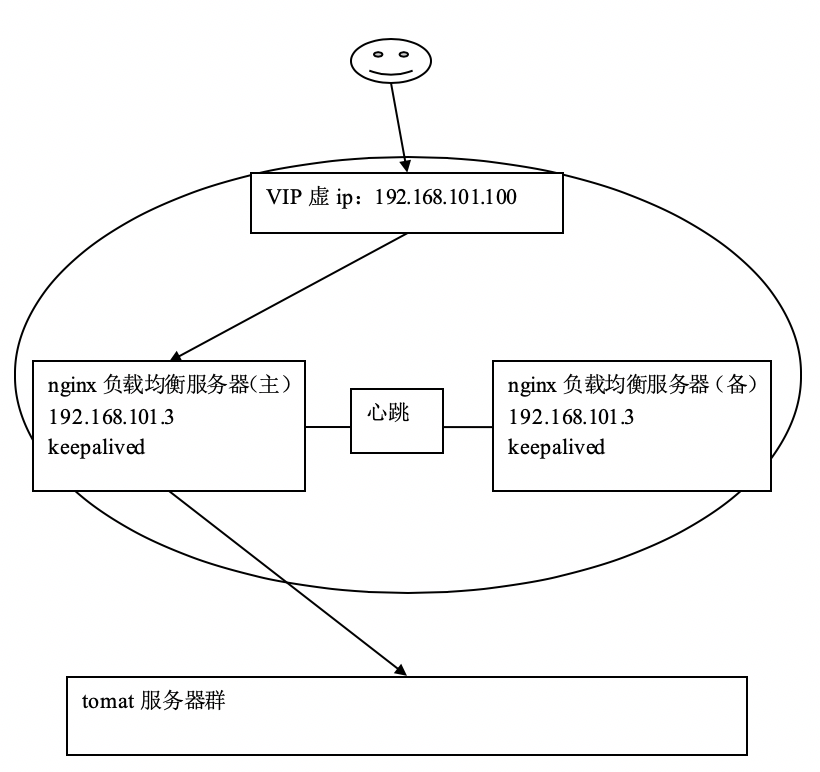 VIP 虚 ip：192.168.101.100
nginx 负载均衡服务器（主）
192.168.101.3
keepalived
心跳
nginx 负载均衡服务器（备）
192.168.101.3
keepalived
tomat 服务器群